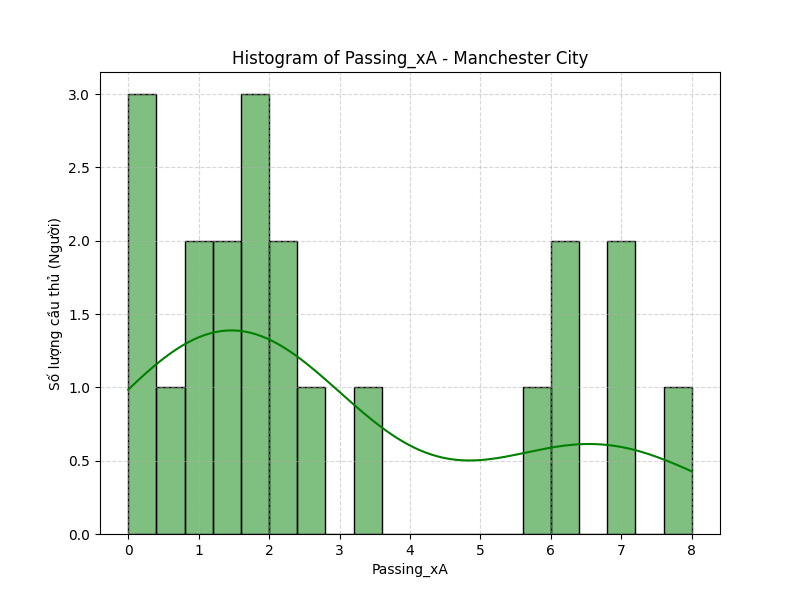 Histogram of Passing_xA - Manchester City
Số lượng cầu thủ (Người)
3.0
2.5
2.0
1.5
1.0
0.5
0.0
0 1 2 3 4 5 6 7 8
Passing_xA